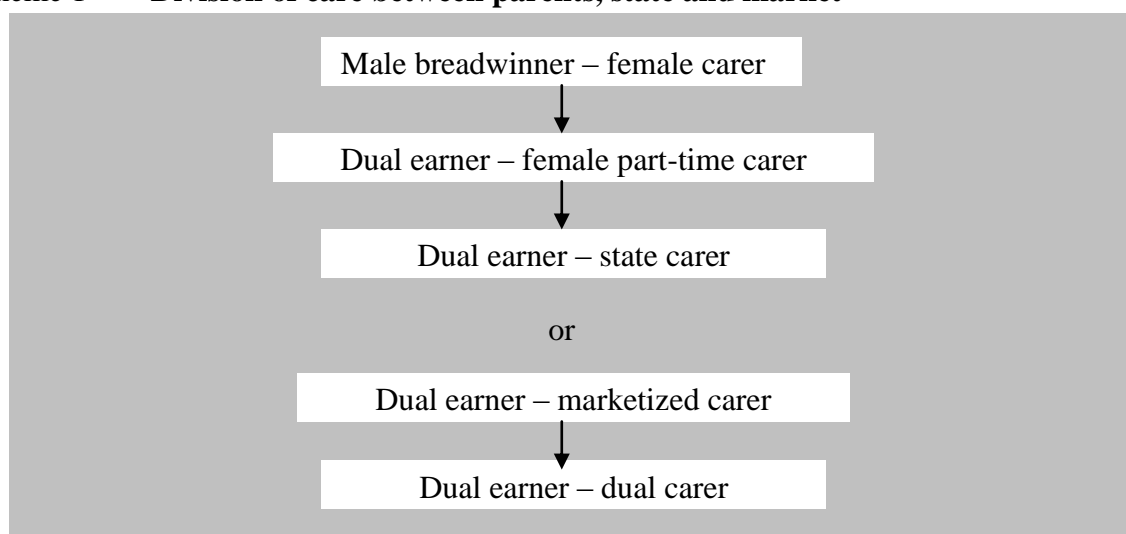 Division of care between parents, state and market
Male breadwinner – female carer
Dual earner – female part-time carer
Dual earner – state carer
or
Dual earner – marketized carer
Dual earner – dual carer